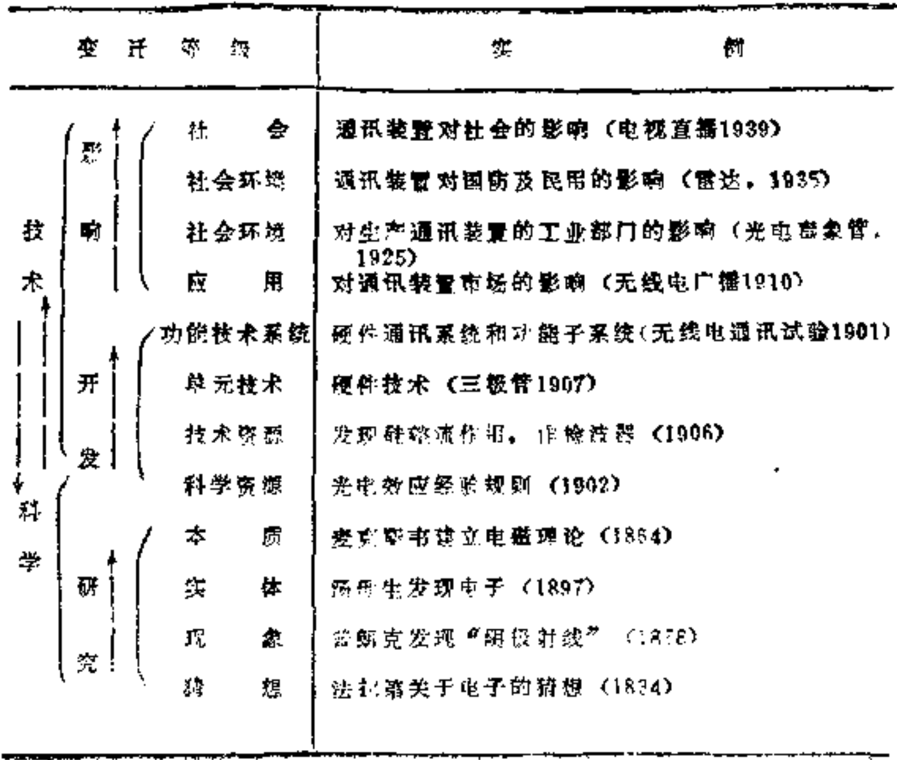 变迁等级 实例
社会 通讯装置对社会的影响（电视直播1939）
影
社会环境 通讯装置对国防及民用的影响（雷达，1935）
技 响 社会环境 对生产通讯装置的工业部门的影响（光电摄象管，
1925）
术 应用 对通讯装置市场的影响（无线电广播1910）
功能技术系统 硬件通讯系统和功能子系统（无线电通讯试验1901）
开 单元技术 硬件技术（三极管1907）
技术资源 发现硅整流作用，作检波器（1906）
发
科学资源 光电效应经验规则（1902）
科
本质 麦克斯韦建立电磁理论（1864）
学
研 实体 汤姆生发现电子（1897）
现象 发现“阴极射线”
究
猜想 法拉第关于电子的猜想（1834）